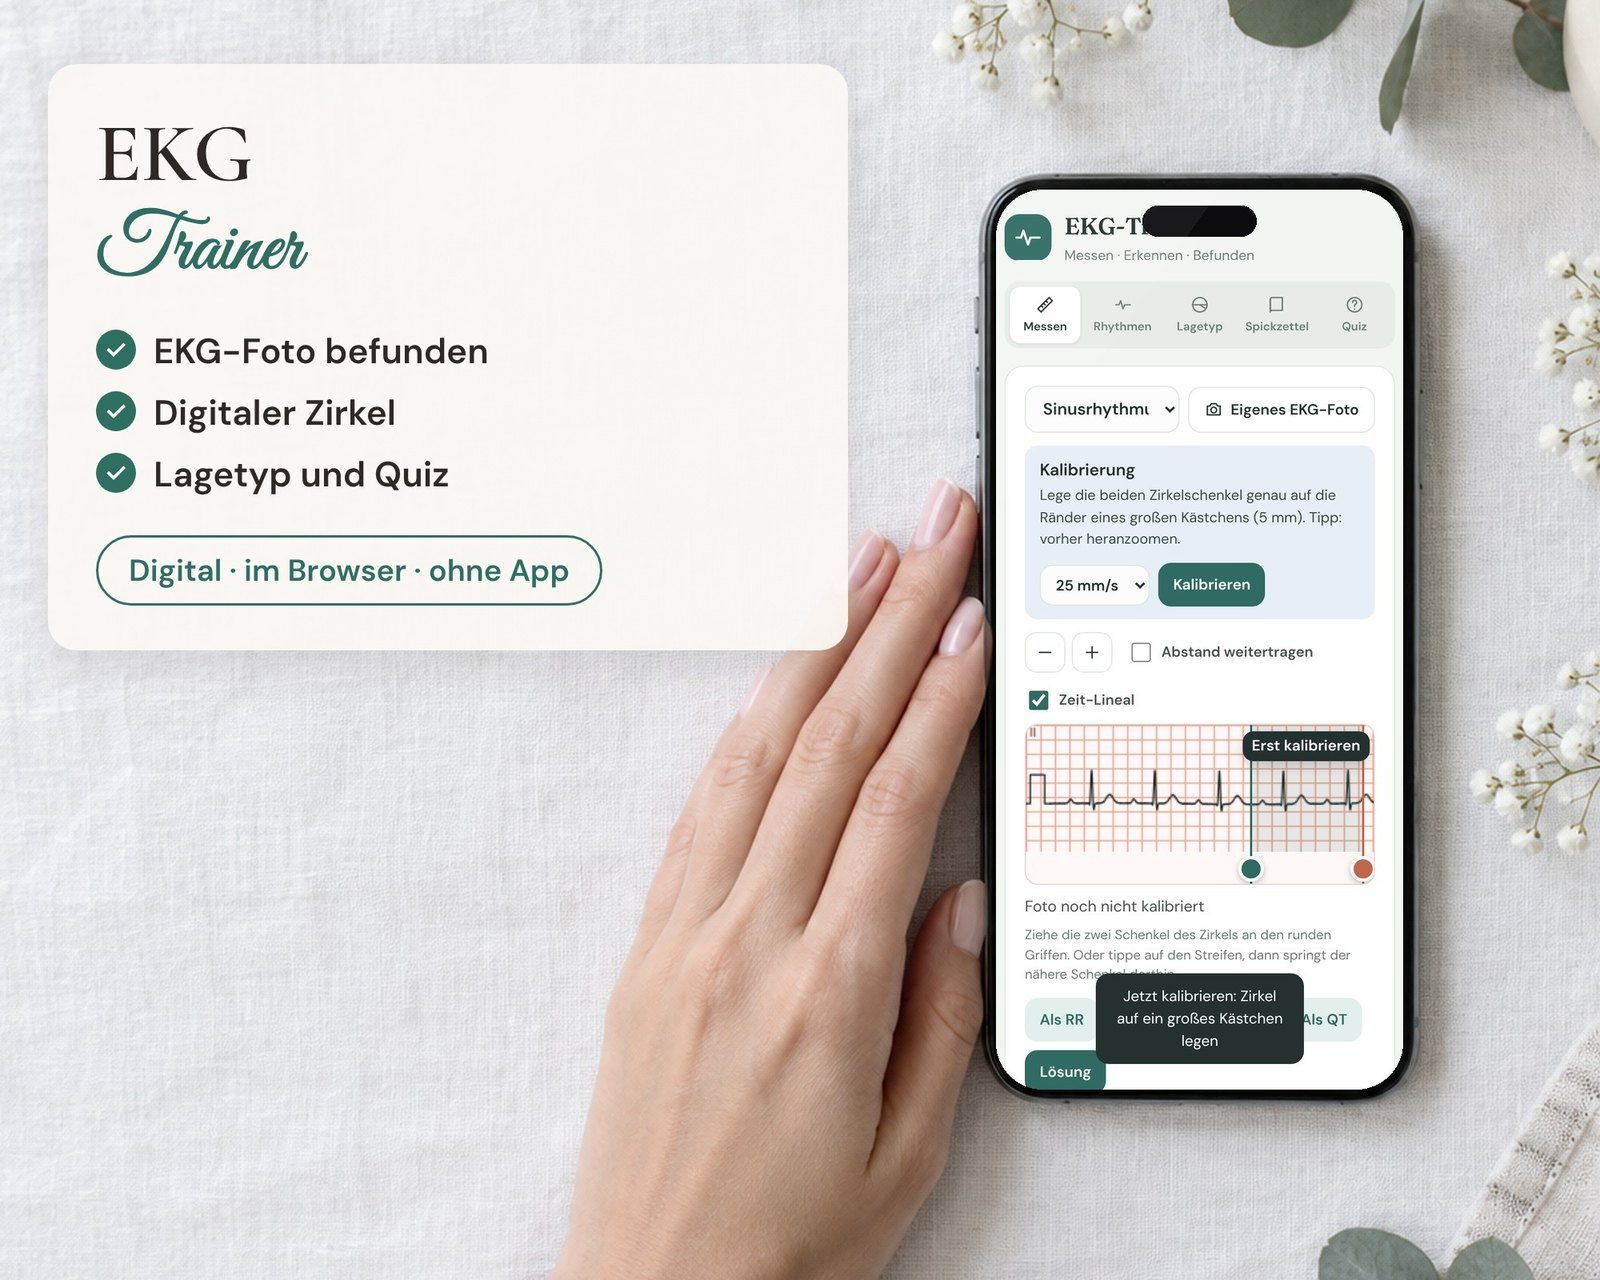 EKG
Trainer
EKG-Foto befunden
Digitaler Zirkel
Lagetyp und Quiz
Digital · im Browser · ohne App
EKG-T
Messen · Erkennen · Befunden
Messen
Rhythmen
Lagetyp
Spickzettel
Quiz
Sinusrhythmu
Eigenes EKG-Foto
Kalibrierung
Lege die beiden Zirkelschenkel genau auf die
Ränder eines großen Kästchens (5 mm). Tipp:
vorher heranzoomen.
25 mm/s
Kalibrieren
− + Abstand weitertragen
Zeit-Lineal
II
Erst kalibrieren
Foto noch nicht kalibriert
Ziehe die zwei Schenkel des Zirkels an den runden
Griffen. Oder tippe auf den Streifen, dann springt der
nähere Schenkel dorthin.
Jetzt kalibrieren: Zirkel
auf ein großes Kästchen
legen
Als RR
Als QT
Lösung